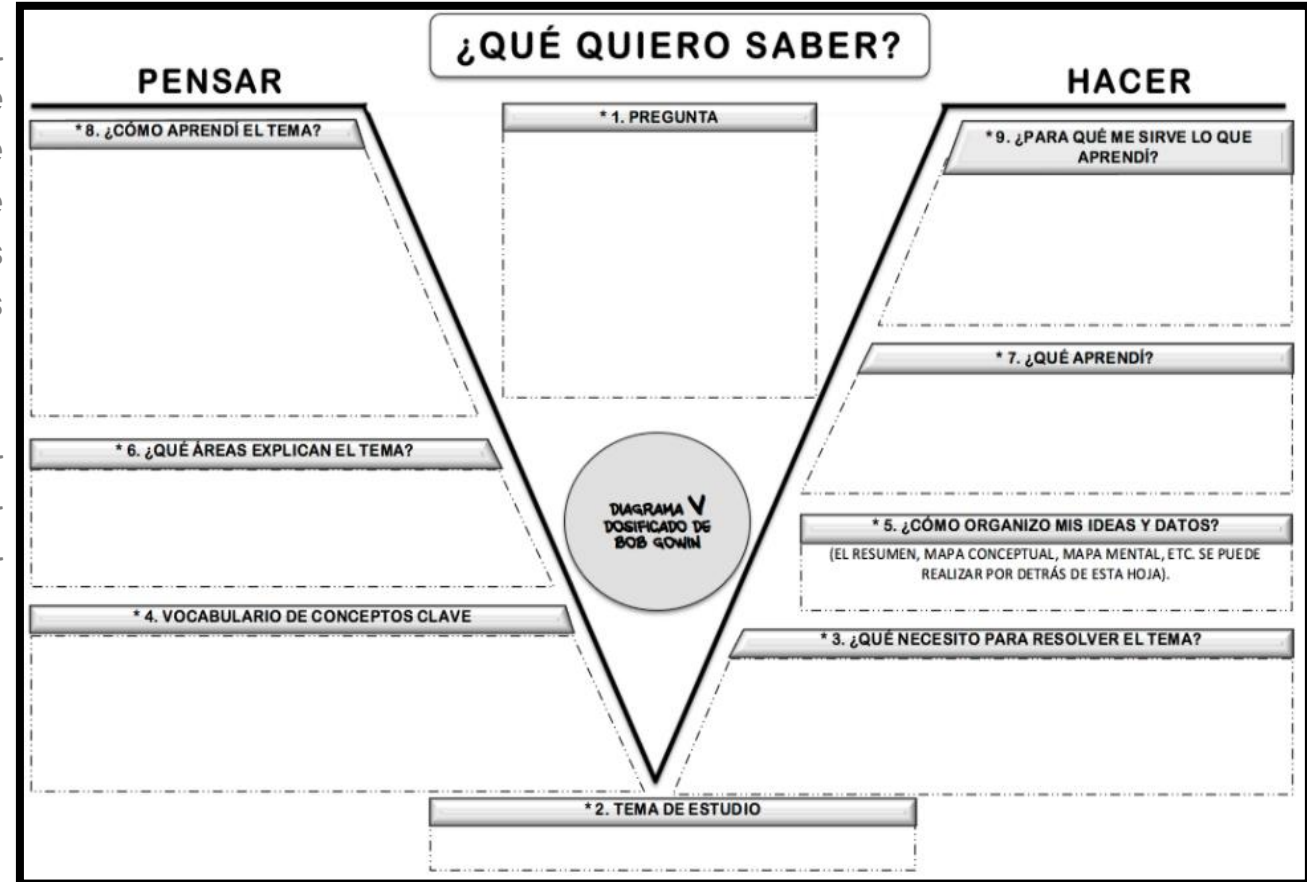 ¿QUÉ QUIERO SABER?
PENSAR
HACER
* 1. PREGUNTA
* 8. ¿CÓMO APRENDÍ EL TEMA?
* 9. ¿PARA QUÉ ME SIRVE LO QUE
APRENDÍ?
* 7. ¿QUÉ APRENDÍ?
* 6. ¿QUÉ ÁREAS EXPLICAN EL TEMA?
DIAGRAMA V
DOSIFICADO DE
BOB GOWIN
* 5. ¿CÓMO ORGANIZO MIS IDEAS Y DATOS?
(EL RESUMEN, MAPA CONCEPTUAL, MAPA MENTAL, ETC. SE PUEDE
REALIZAR POR DETRÁS DE ESTA HOJA).
* 4. VOCABULARIO DE CONCEPTOS CLAVE
* 3. ¿QUÉ NECESITO PARA RESOLVER EL TEMA?
* 2. TEMA DE ESTUDIO